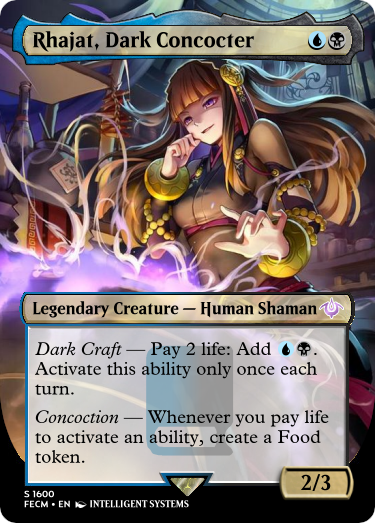 Rhajat, Dark Concocter
Legendary Creature — Human Shaman
Dark Craft — Pay 2 life: Add .
Activate this ability only once each
turn.
Concoction — Whenever you pay life
to activate an ability, create a Food
token.
2/3
S 1600
FECM • EN INTELLIGENT SYSTEMS